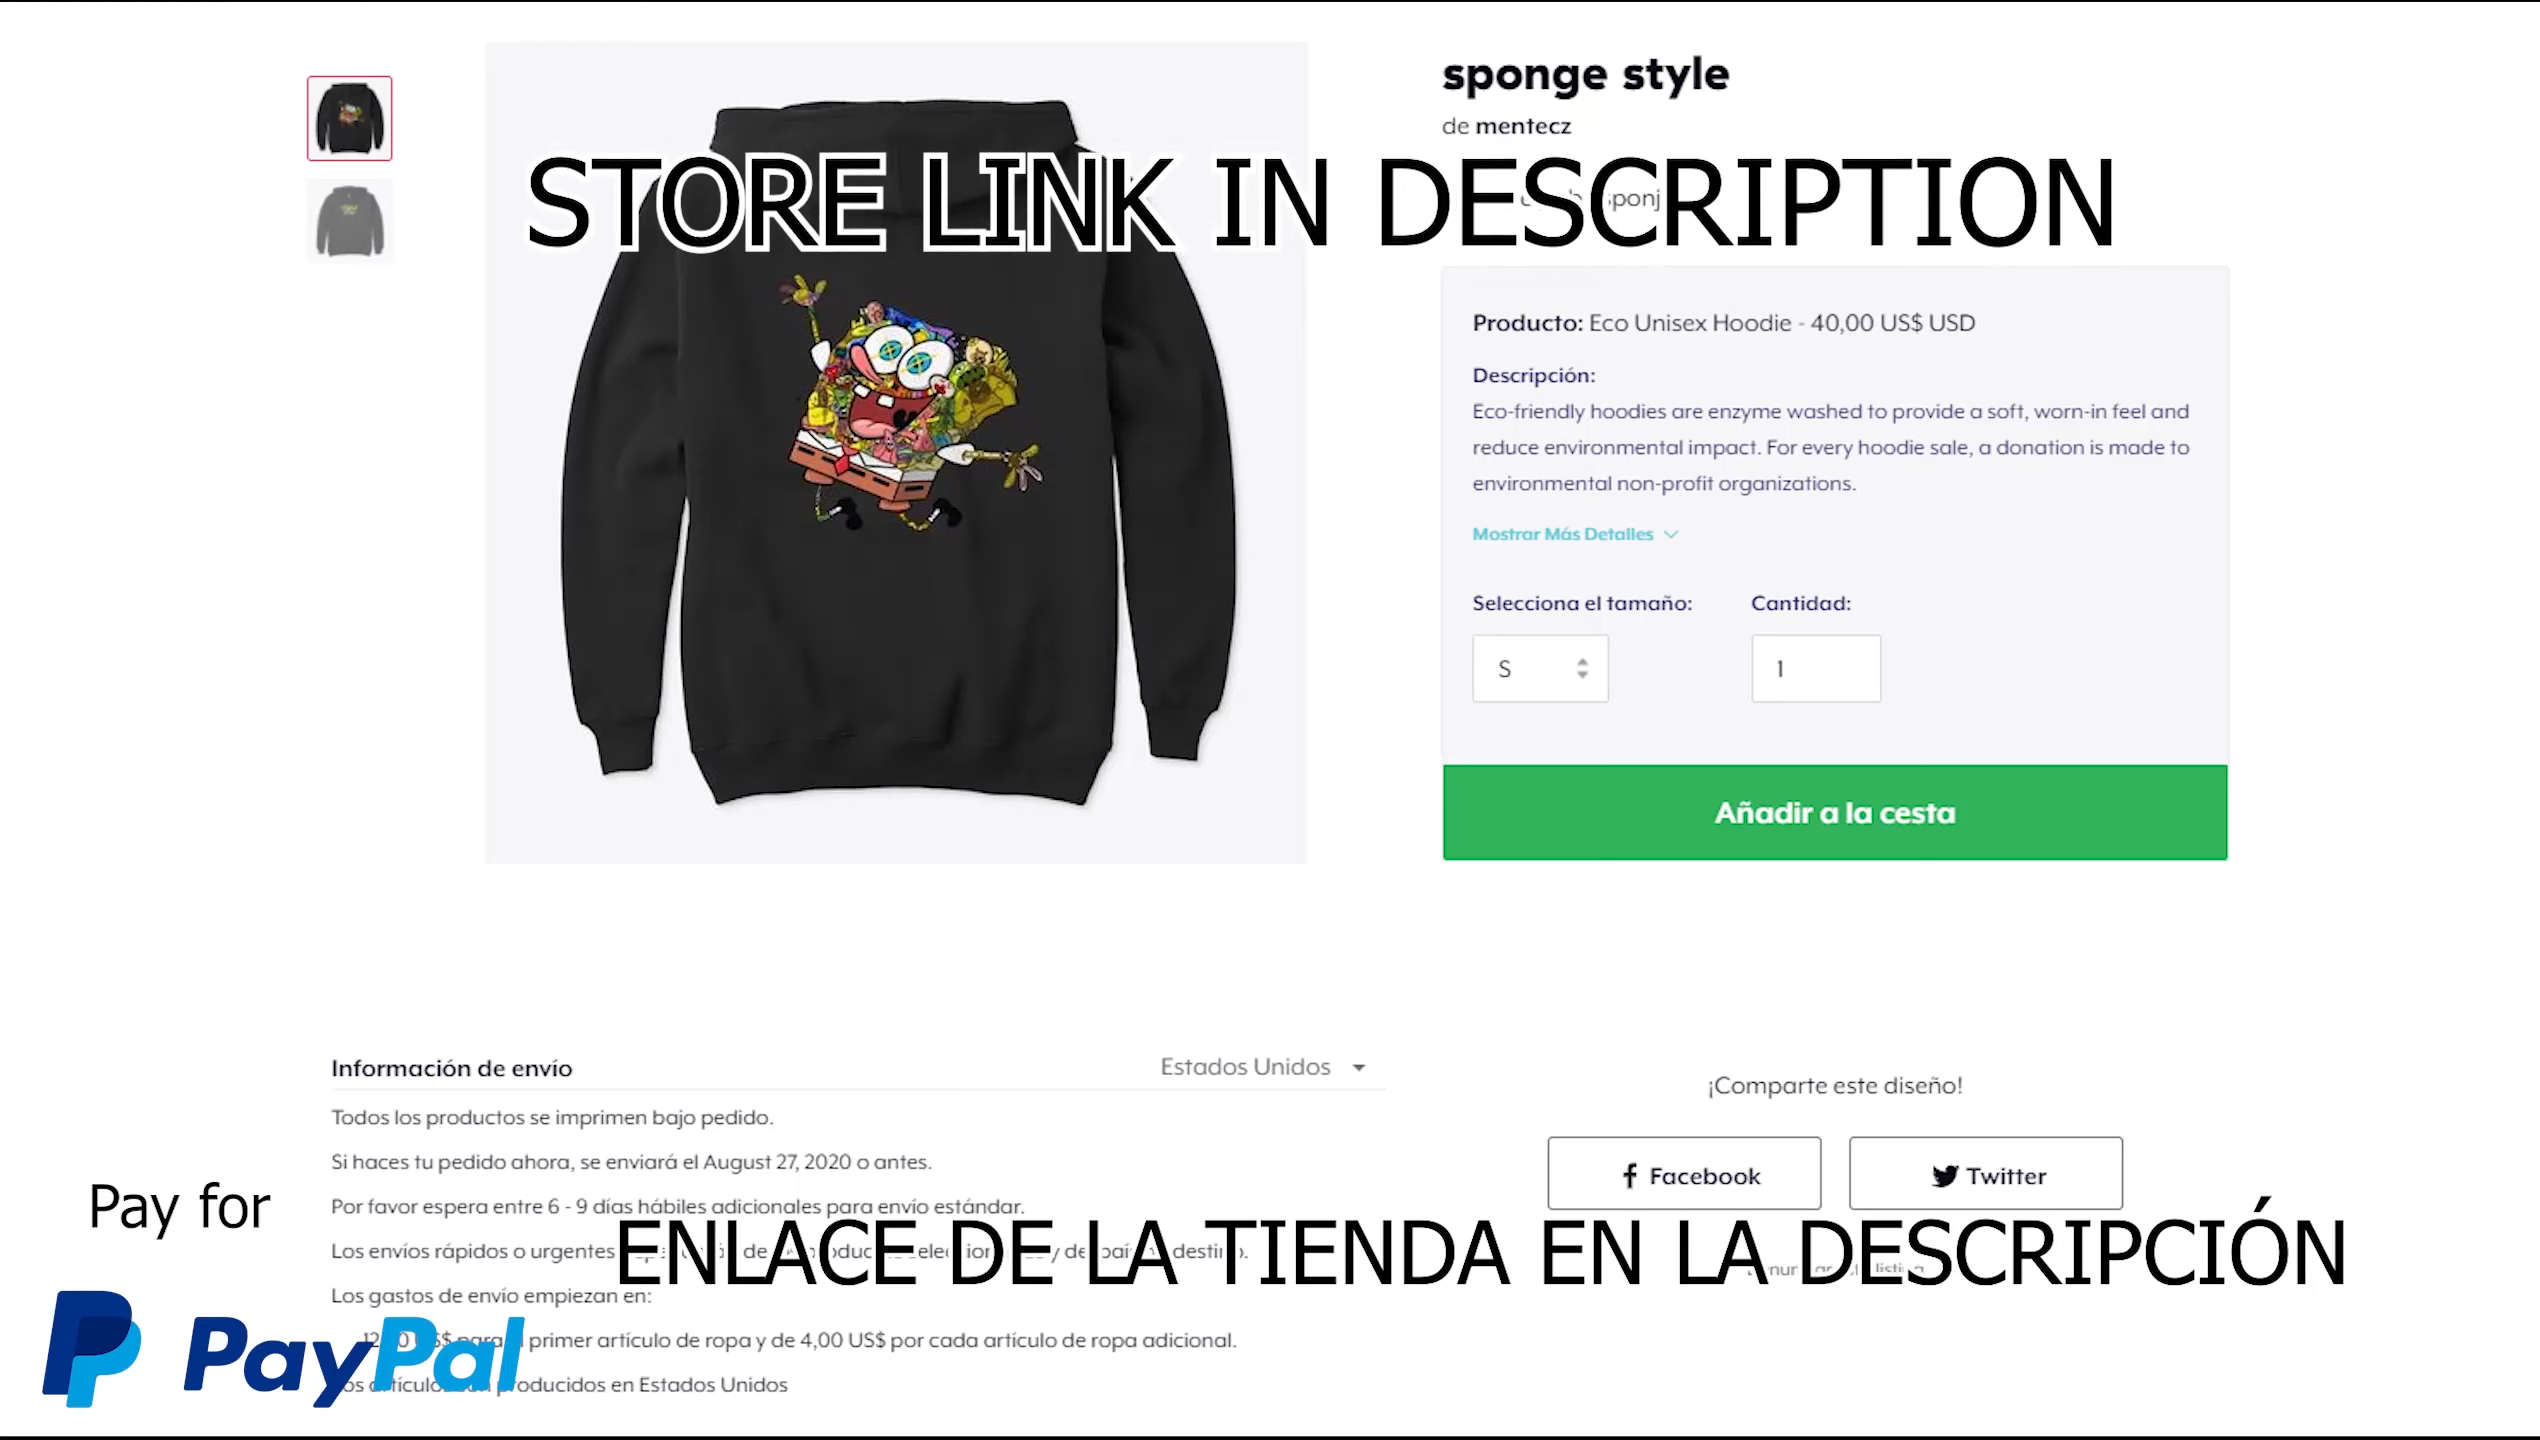 sponge style
de mentecz
STORE LINK IN DESCRIPTION
sponj
Producto: Eco Unisex Hoodie - 40,00 US$ USD
Descripción:
Eco-friendly hoodies are enzyme washed to provide a soft, worn-in feel and
reduce environmental impact. For every hoodie sale, a donation is made to
environmental non-profit organizations.
Mostrar Más Detalles
Selecciona el tamaño:
Cantidad:
S
1
Añadir a la cesta
Información de envío
Estados Unidos
Todos los productos se imprimen bajo pedido.
Si haces tu pedido ahora, se enviará el August 27, 2020 o antes.
Por favor espera entre 6 - 9 días hábiles adicionales para envío estándar.
Los envíos rápidos o urgentes
Los gastos de envío empiezan en:
primer artículo de ropa y de 4,00 US$ por cada artículo de ropa adicional.
producidos en Estados Unidos
¡Comparte este diseño!
Facebook
Twitter
Pay for
PayPal
ENLACE DE LA TIENDA EN LA DESCRIPCIÓN